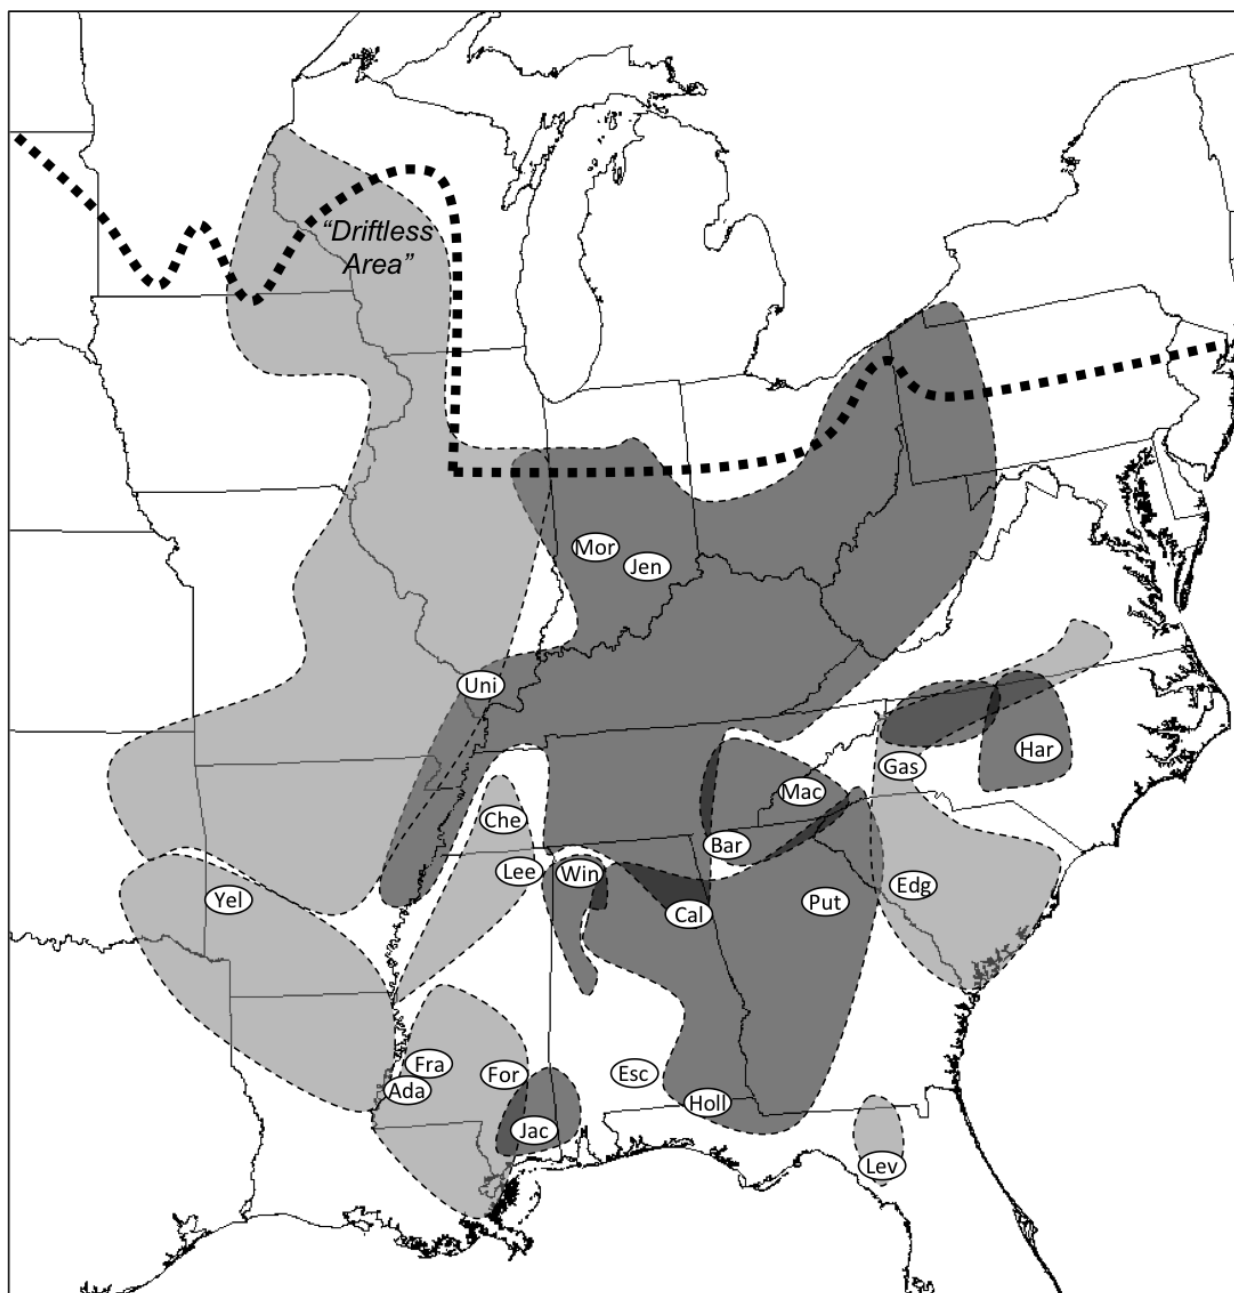 “Driftless
Area”
Mor
Jen
Uni
Har
Gas
Mac
Che
Bar
Lee
Win
Edg
Yel
Put
Cal
Fra
For
Esc
Ada
Holl
Jac
Lev